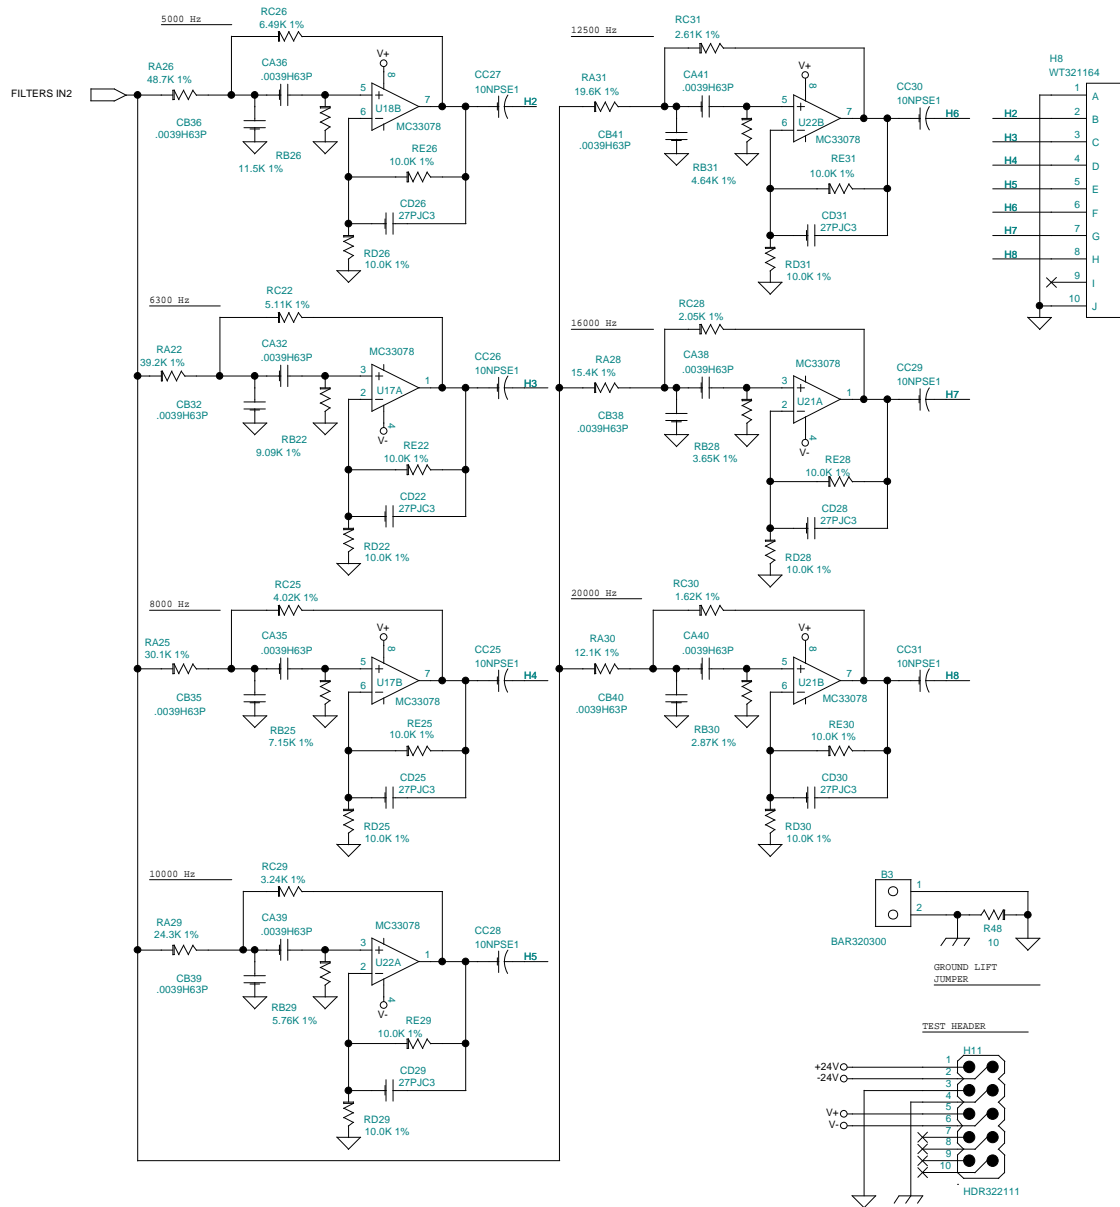 FILTERS IN2
5000 Hz
RC26
6.49K 1%
RA26
48.7K 1%
CA36
.0039H63P
CB36
.0039H63P
RB26
11.5K 1%
V+
8
5
6
7
U18B
MC33078
CC27
10NPSE1
H2
RE26
10.0K 1%
CD26
27PJC3
RD26
10.0K 1%
6300 Hz
RC22
5.11K 1%
RA22
39.2K 1%
CA32
.0039H63P
CB32
.0039H63P
RB22
9.09K 1%
MC33078
3
2
1
U17A
4
V-
CC26
10NPSE1
H3
RE22
10.0K 1%
CD22
27PJC3
RD22
10.0K 1%
8000 Hz
RC25
4.02K 1%
RA25
30.1K 1%
CA35
.0039H63P
CB35
.0039H63P
RB25
7.15K 1%
V+
8
5
6
7
U17B
MC33078
CC25
10NPSE1
H4
RE25
10.0K 1%
CD25
27PJC3
RD25
10.0K 1%
10000 Hz
RC29
3.24K 1%
RA29
24.3K 1%
CA39
.0039H63P
CB39
.0039H63P
RB29
5.76K 1%
MC33078
3
2
1
U22A
4
V-
CC28
10NPSE1
H5
RE29
10.0K 1%
CD29
27PJC3
RD29
10.0K 1%
12500 Hz
RC31
2.61K 1%
RA31
19.6K 1%
CA41
.0039H63P
CB41
.0039H63P
RB31
4.64K 1%
V+
8
5
6
7
U22B
MC33078
CC30
10NPSE1
H6
RE31
10.0K 1%
CD31
27PJC3
RD31
10.0K 1%
16000 Hz
RC28
2.05K 1%
RA28
15.4K 1%
CA38
.0039H63P
CB38
.0039H63P
RB28
3.65K 1%
MC33078
3
2
1
U21A
4
V-
CC29
10NPSE1
H7
RE28
10.0K 1%
CD28
27PJC3
RD28
10.0K 1%
20000 Hz
RC30
1.62K 1%
RA30
12.1K 1%
CA40
.0039H63P
CB40
.0039H63P
RB30
2.87K 1%
V+
8
5
6
7
U21B
MC33078
CC31
10NPSE1
H8
RE30
10.0K 1%
CD30
27PJC3
RD30
10.0K 1%
H8
WT321164
1 A
H2 2 B
H3 3 C
H4 4 D
H5 5 E
H6 6 F
H7 7 G
H8 8 H
9 I
10 J
B3
1
2
BAR320300
R48
10
GROUND LIFT
JUMPER
TEST HEADER
H11
+24V 1
-24V 2
3
4
V+ 5
V- 6
7
8
9
10
HDR322111